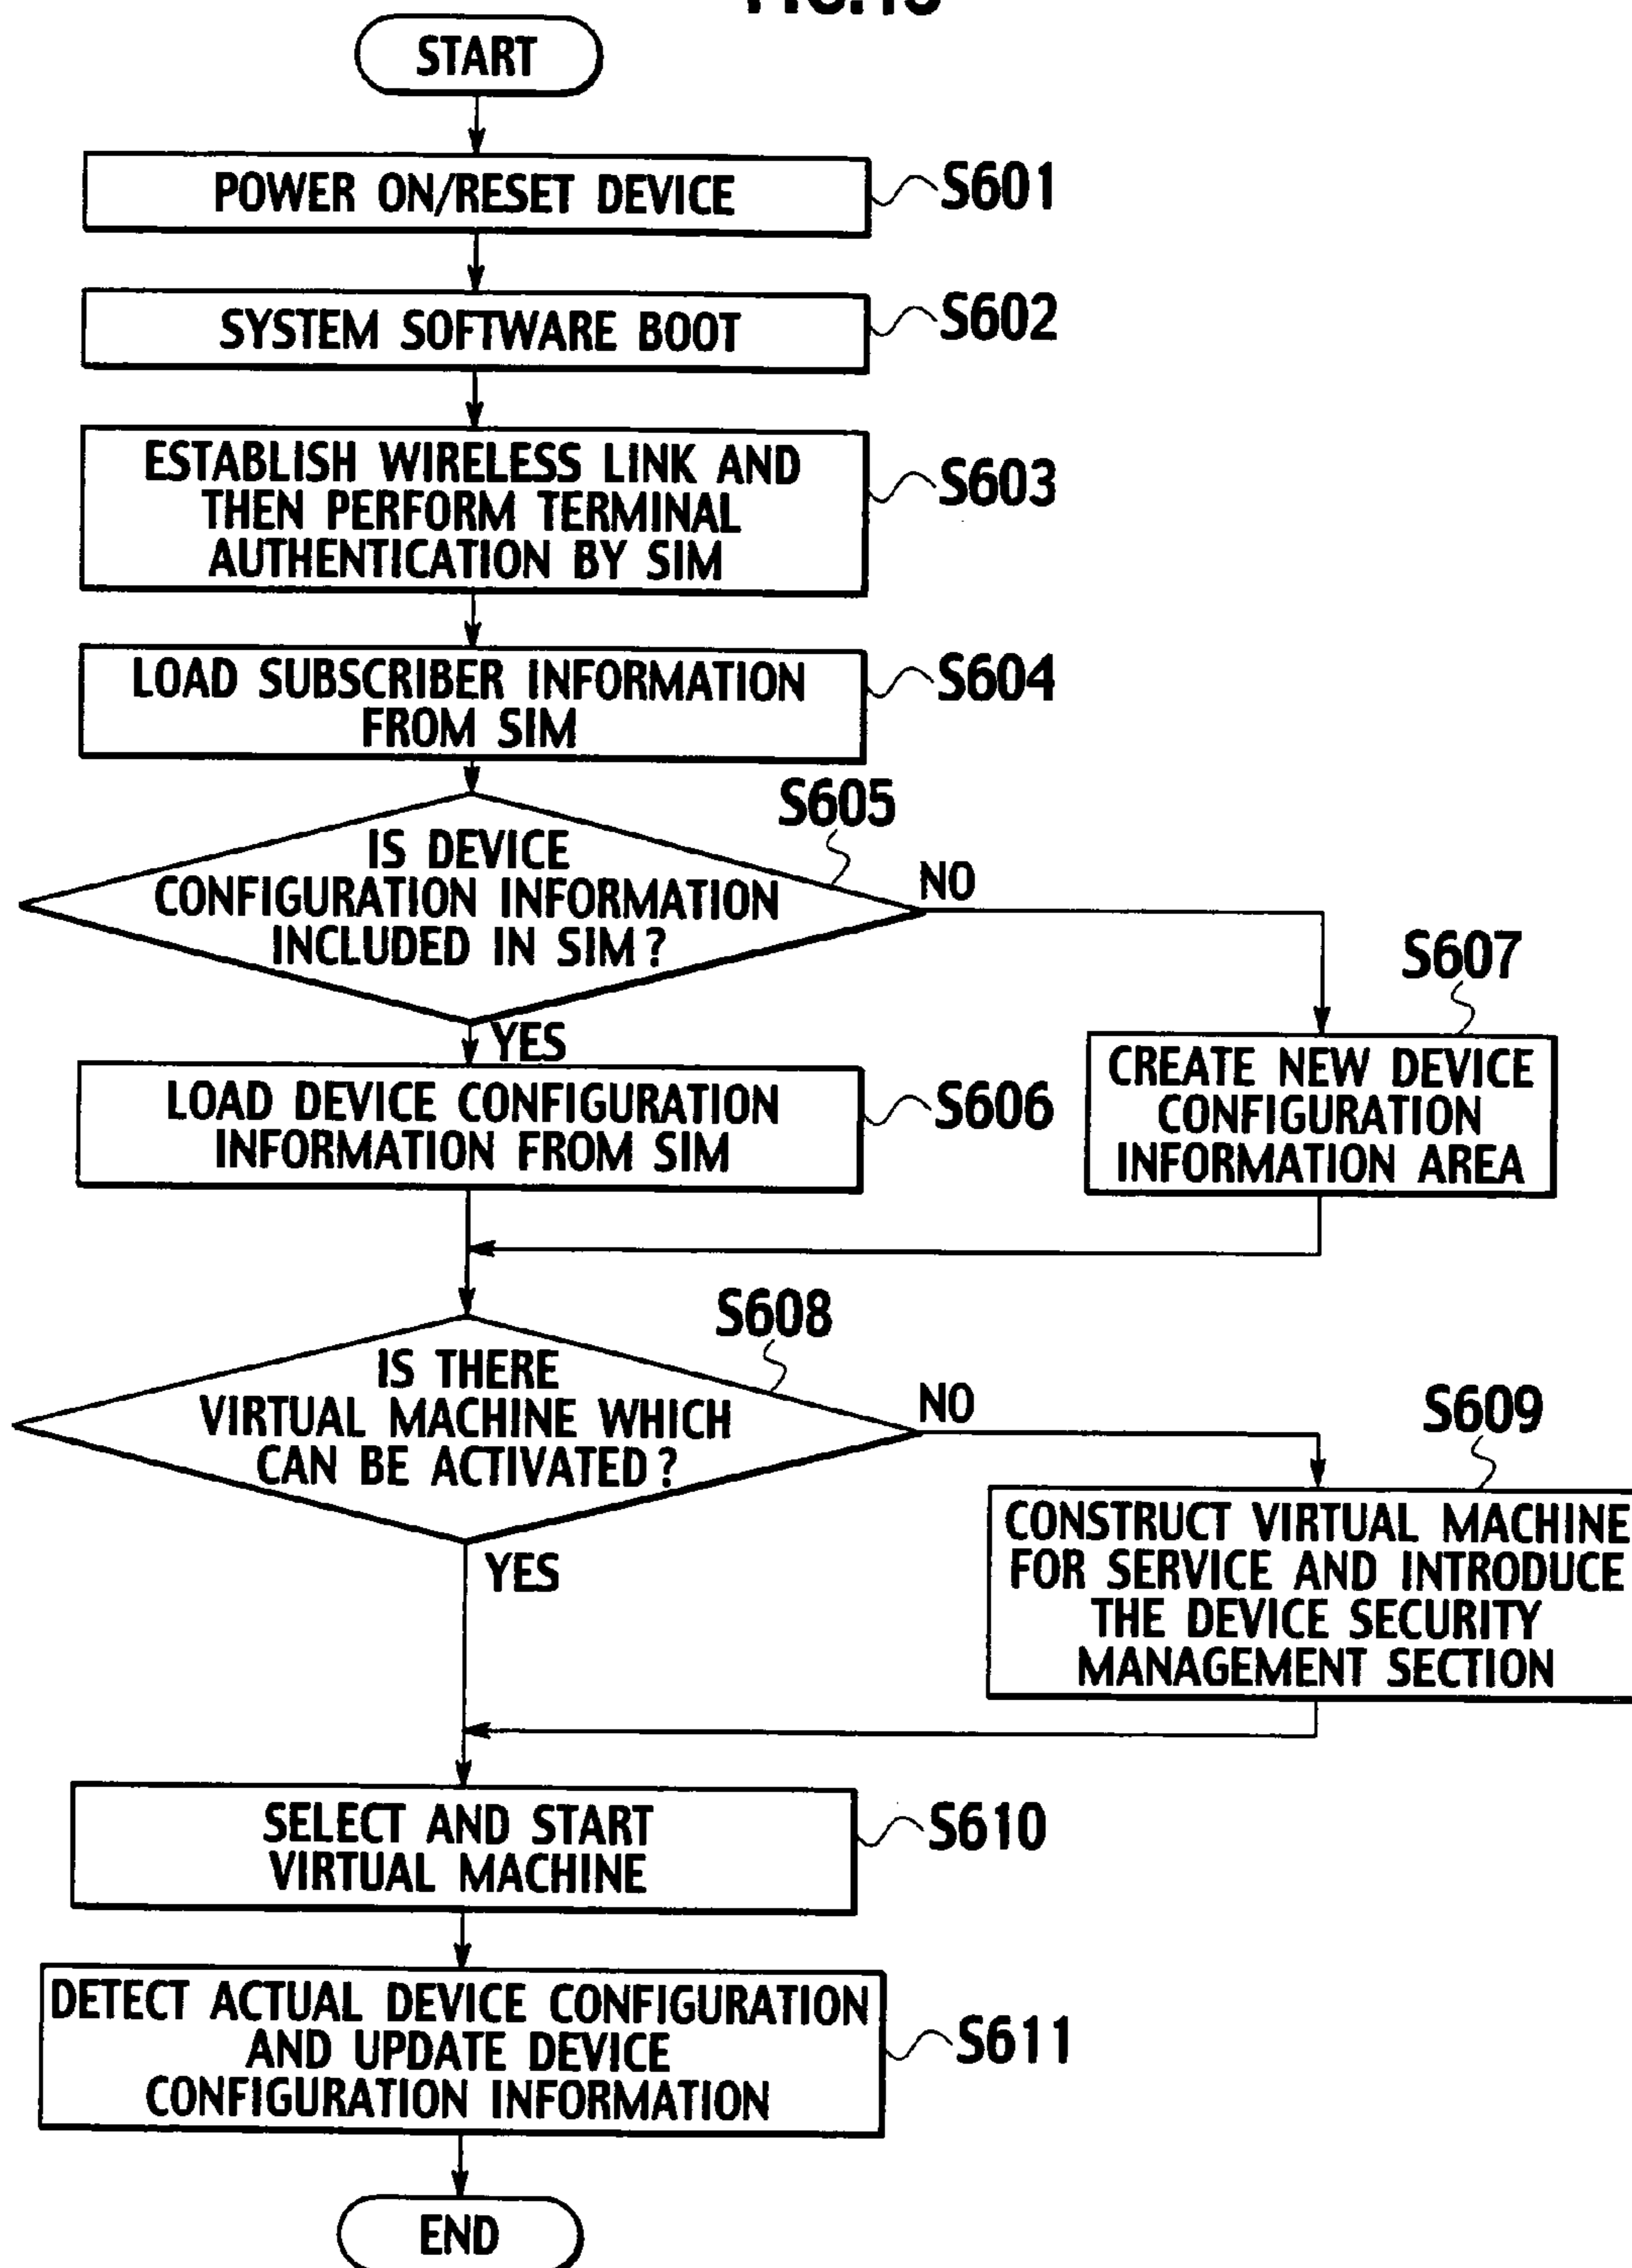 START
POWER ON/RESET DEVICE
S601
SYSTEM SOFTWARE BOOT
S602
ESTABLISH WIRELESS LINK AND
THEN PERFORM TERMINAL
AUTHENTICATION BY SIM
S603
LOAD SUBSCRIBER INFORMATION
FROM SIM
S604
S605
IS DEVICE
CONFIGURATION INFORMATION
INCLUDED IN SIM?
NO
YES
S607
CREATE NEW DEVICE
CONFIGURATION
INFORMATION AREA
LOAD DEVICE CONFIGURATION
INFORMATION FROM SIM
S606
S608
IS THERE
VIRTUAL MACHINE WHICH
CAN BE ACTIVATED?
NO
YES
S609
CONSTRUCT VIRTUAL MACHINE
FOR SERVICE AND INTRODUCE
THE DEVICE SECURITY
MANAGEMENT SECTION
SELECT AND START
VIRTUAL MACHINE
S610
DETECT ACTUAL DEVICE CONFIGURATION
AND UPDATE DEVICE
CONFIGURATION INFORMATION
S611
END